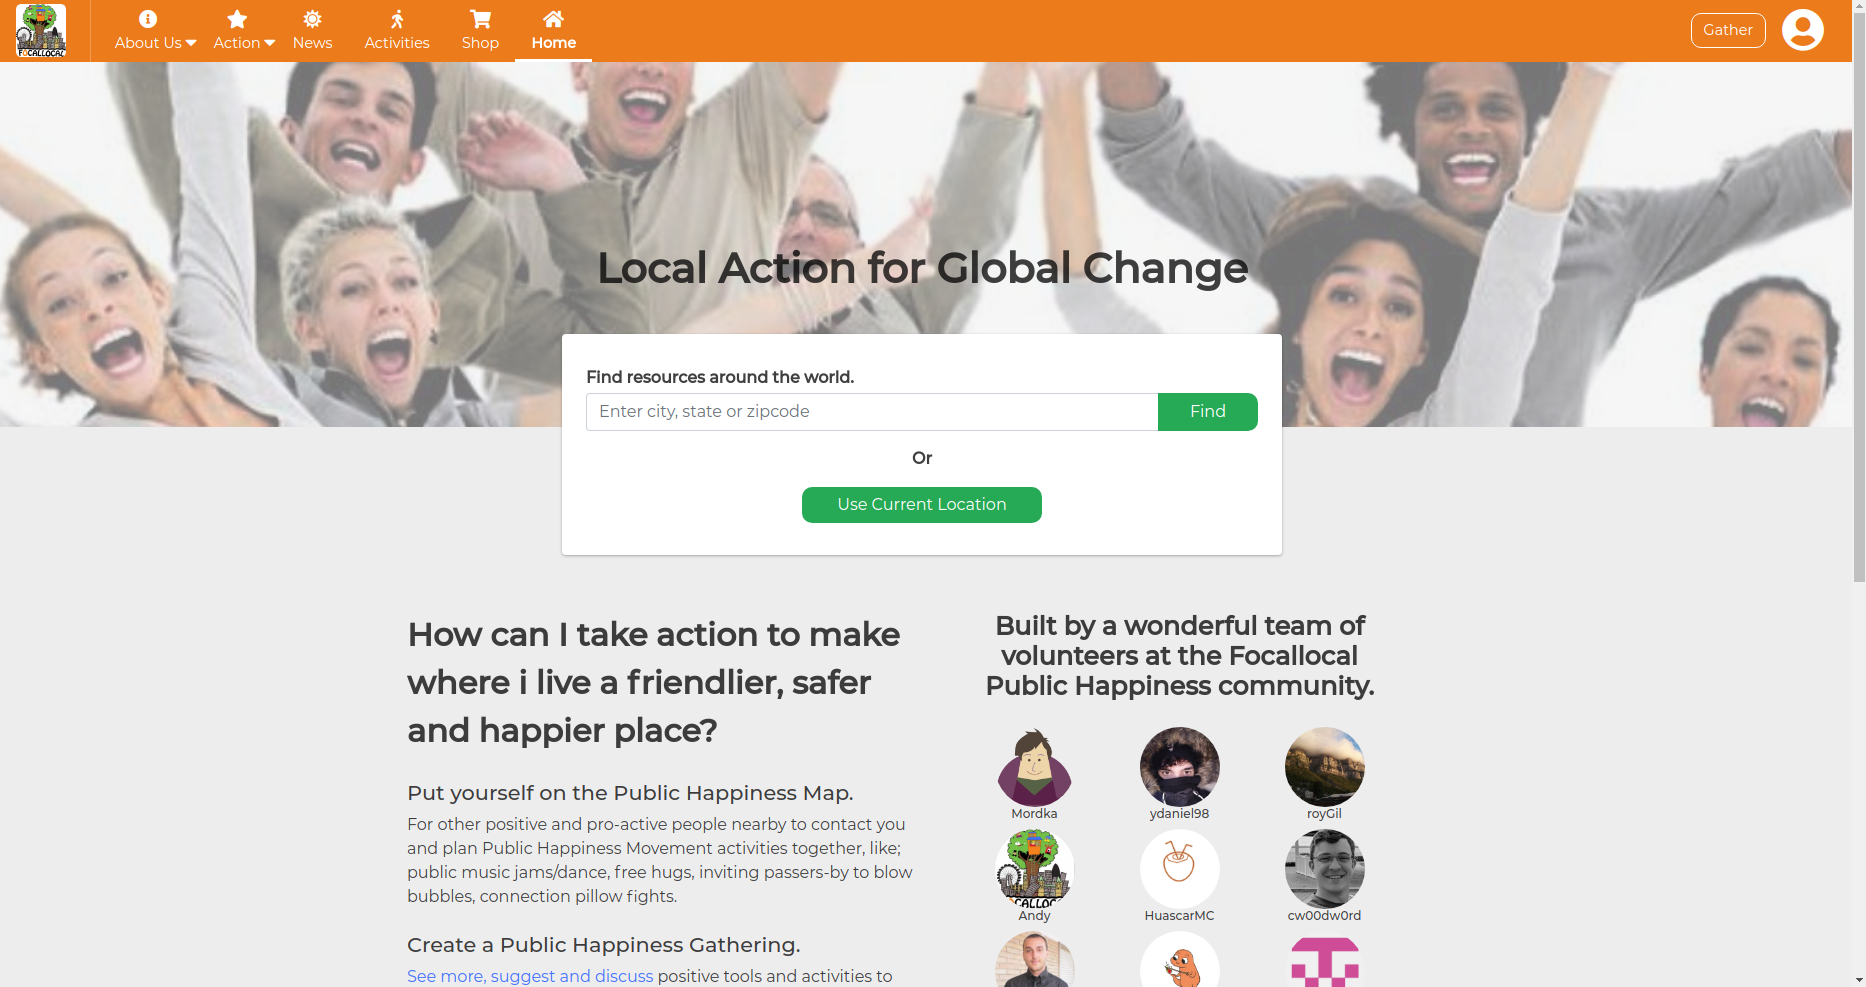 FOCALLOCAL
About Us
Action
News
Activities
Shop
Home
Gather
Local Action for Global Change
Find resources around the world.
Enter city, state or zipcode
Find
Or
Use Current Location
How can I take action to make
where i live a friendlier, safer
and happier place?
Put yourself on the Public Happiness Map.
For other positive and pro-active people nearby to contact you
and plan Public Happiness Movement activities together, like;
public music jams/dance, free hugs, inviting passers-by to blow
bubbles, connection pillow fights.
Create a Public Happiness Gathering.
See more, suggest and discuss positive tools and activities to
Built by a wonderful team of
volunteers at the Focallocal
Public Happiness community.
Mordka
ydaniel98
royGil
CALLOC
Andy
HuascarMC
cw00dw0rd